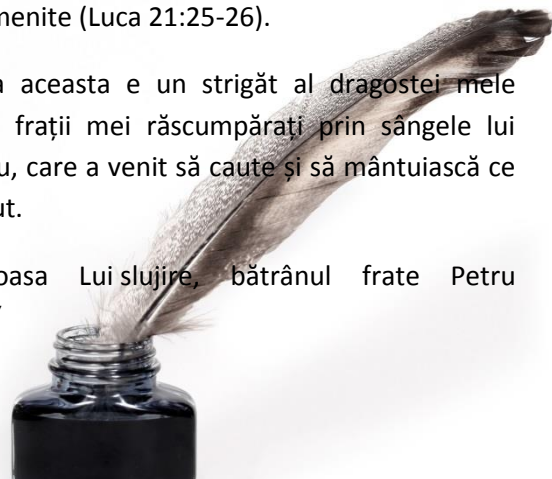 menite (Luca 21:25-26).
a aceasta e un strigăt al dragostei mele
frații mei răscumpărați prin sângele lui
u, care a venit să caute și să mântuiască ce
ut.
oasa Lui slujire, bătrânul frate Petru